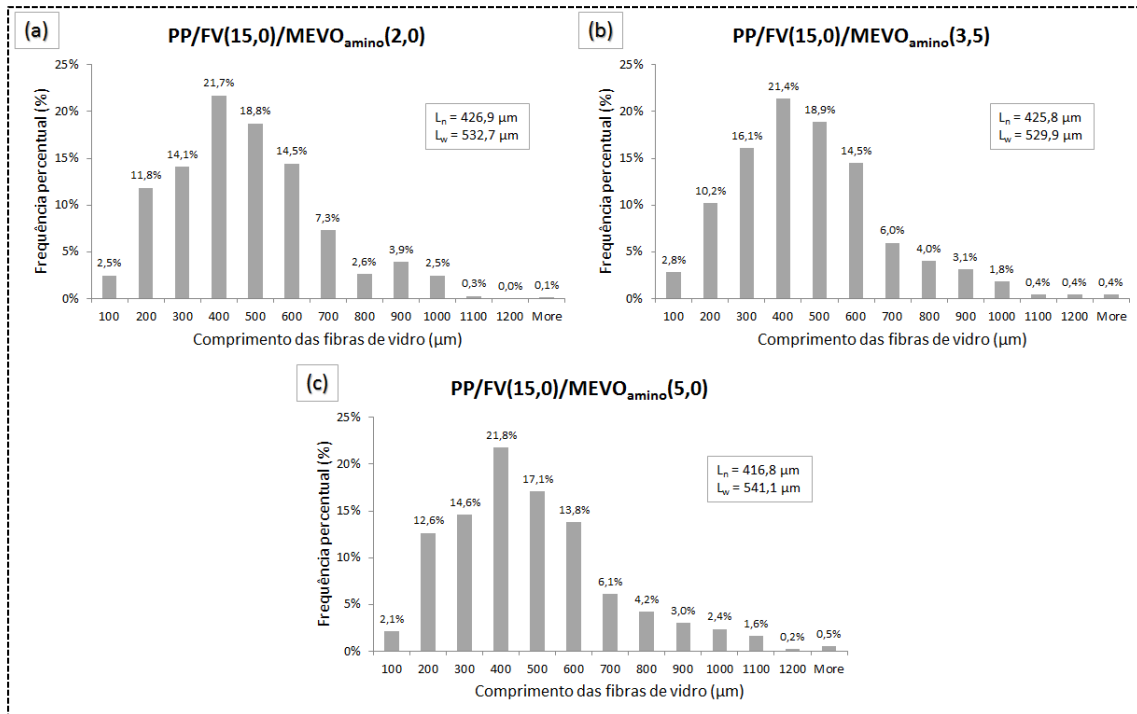 (a)
PP/FV(15,0)/MEVOamino(2,0)
Frequência percentual (%)
25%
20%
15%
10%
5%
0%
2,5%
11,8%
14,1%
21,7%
18,8%
14,5%
7,3%
2,6%
3,9%
2,5%
0,3%
0,0%
0,1%
Ln = 426,9 µm
Lw = 532,7 µm
100 200 300 400 500 600 700 800 900 1000 1100 1200 More
Comprimento das fibras de vidro (µm)
(b)
PP/FV(15,0)/MEVOamino(3,5)
Frequência percentual (%)
25%
20%
15%
10%
5%
0%
2,8%
10,2%
16,1%
21,4%
18,9%
14,5%
6,0%
4,0%
3,1%
1,8%
0,4%
0,4%
0,4%
Ln = 425,8 µm
Lw = 529,9 µm
100 200 300 400 500 600 700 800 900 1000 1100 1200 More
Comprimento das fibras de vidro (µm)
(c)
PP/FV(15,0)/MEVOamino(5,0)
Frequência percentual (%)
25%
20%
15%
10%
5%
0%
2,1%
12,6%
14,6%
21,8%
17,1%
13,8%
6,1%
4,2%
3,0%
2,4%
1,6%
0,2%
0,5%
Ln = 416,8 µm
Lw = 541,1 µm
100 200 300 400 500 600 700 800 900 1000 1100 1200 More
Comprimento das fibras de vidro (µm)